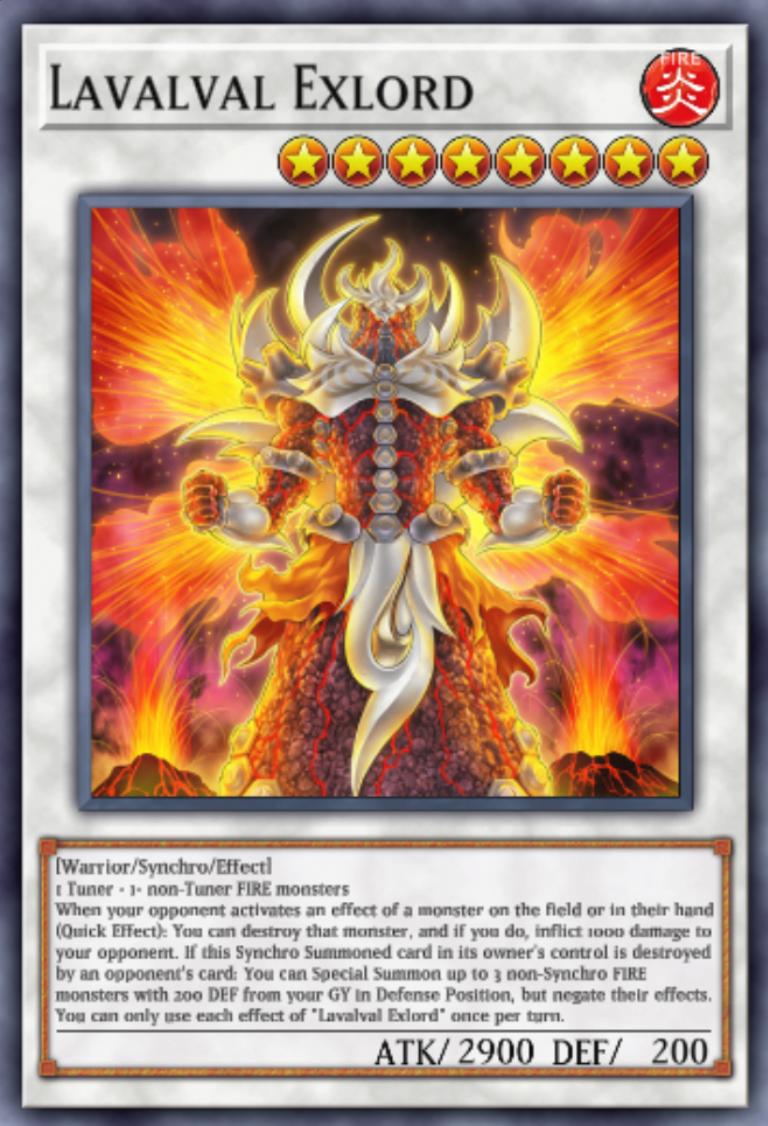 Lavalval Exlord
FIRE
炎
[Warrior/Synchro/Effect]
1 Tuner - 1- non-Tuner FIRE monsters
When your opponent activates an effect of a monster on the field or in their hand
(Quick Effect): You can destroy that monster, and if you do, inflict 1000 damage to
your opponent. If this Synchro Summoned card in its owner's control is destroyed
by an opponent's card: You can Special Summon up to 3 non-Synchro FIRE
monsters with 200 DEF from your GY in Defense Position, but negate their effects.
You can only use each effect of "Lavalval Exlord" once per turn.
ATK/ 2900 DEF/ 200